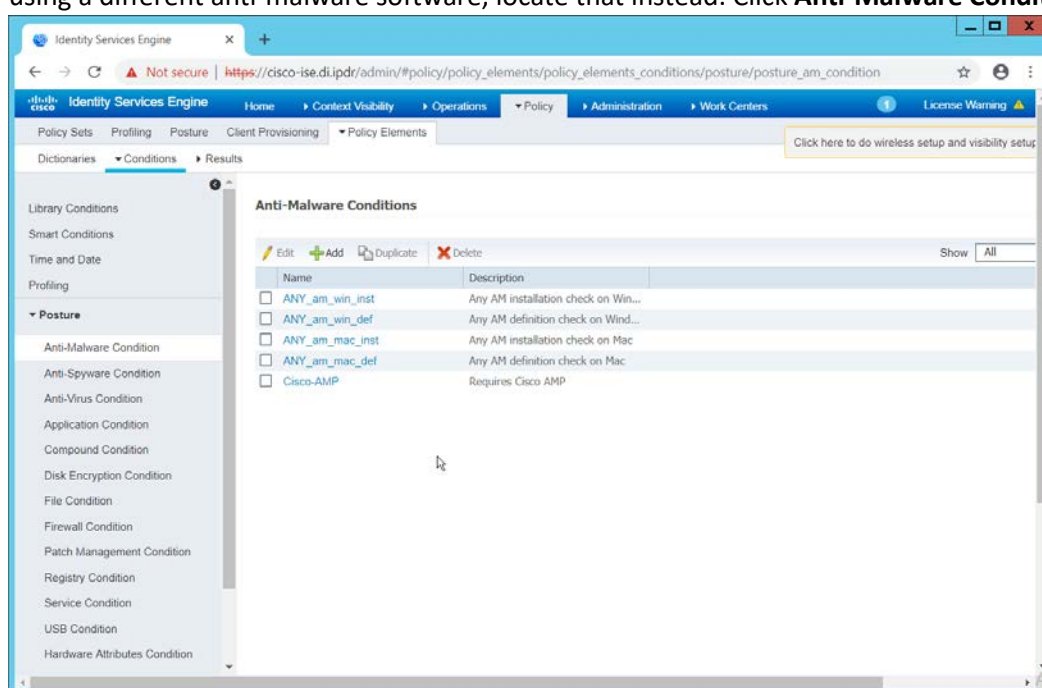 using a different anti-malware software, locate that instead. Click Anti-Malware Condi
Identity Services Engine
Not secure | https://cisco-ise.di.ipdr/admin/#policy/policy_elements/policy_elements_conditions/posture/posture_am_condition
cisco Identity Services Engine Home Context Visibility Operations Policy Administration Work Centers 1 License Warning
Policy Sets Profiling Posture Client Provisioning Policy Elements
Click here to do wireless setup and visibility setup
Dictionaries Conditions Results
Library Conditions
Smart Conditions
Time and Date
Profiling
Posture
Anti-Malware Condition
Anti-Spyware Condition
Anti-Virus Condition
Application Condition
Compound Condition
Disk Encryption Condition
File Condition
Firewall Condition
Patch Management Condition
Registry Condition
Service Condition
USB Condition
Hardware Attributes Condition
Anti-Malware Conditions
Edit Add Duplicate Delete Show All
Name Description
ANY_am_win_inst Any AM installation check on Win...
ANY_am_win_def Any AM definition check on Wind...
ANY_am_mac_inst Any AM installation check on Mac
ANY_am_mac_def Any AM definition check on Mac
Cisco-AMP Requires Cisco AMP